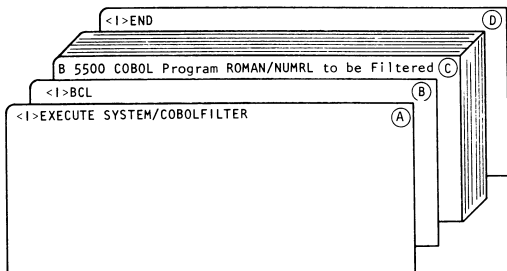 <I>END D
B 5500 COBOL Program ROMAN/NUMRL to be Filtered C
<I>BCL B
<I>EXECUTE SYSTEM/COBOLFILTER A